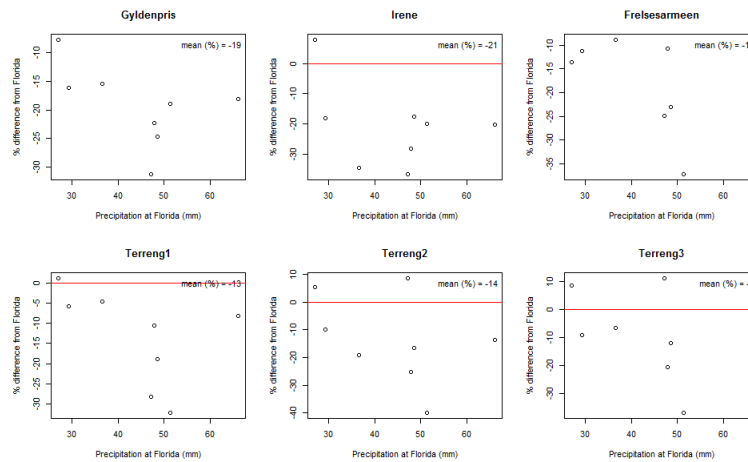 Gyldenpris
mean (%) = -19
% difference from Florida
-10
-15
-20
-25
-30
30 40 50 60
Precipitation at Florida (mm)
Irene
mean (%) = -21
% difference from Florida
0
-10
-20
-30
30 40 50 60
Precipitation at Florida (mm)
Frelsesarmeen
mean (%) = -1
% difference from Florida
-10
-15
-20
-25
-30
-35
30 40 50 60
Precipitation at Florida (mm)
Terreng1
mean (%) = -13
% difference from Florida
0
-5
-10
-15
-20
-25
-30
30 40 50 60
Precipitation at Florida (mm)
Terreng2
mean (%) = -14
% difference from Florida
10
0
-10
-20
-30
-40
30 40 50 60
Precipitation at Florida (mm)
Terreng3
mean (%) = -
% difference from Florida
10
0
-10
-20
-30
30 40 50 60
Precipitation at Florida (mm)